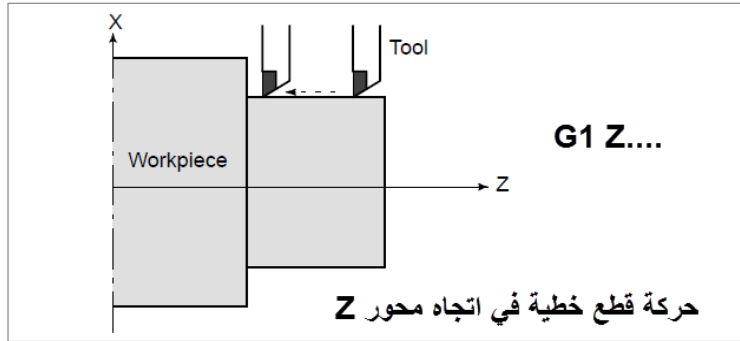 X
Tool
G1 Z....
Workpiece
Z
حركة قطع خطية في اتجاه محور Z